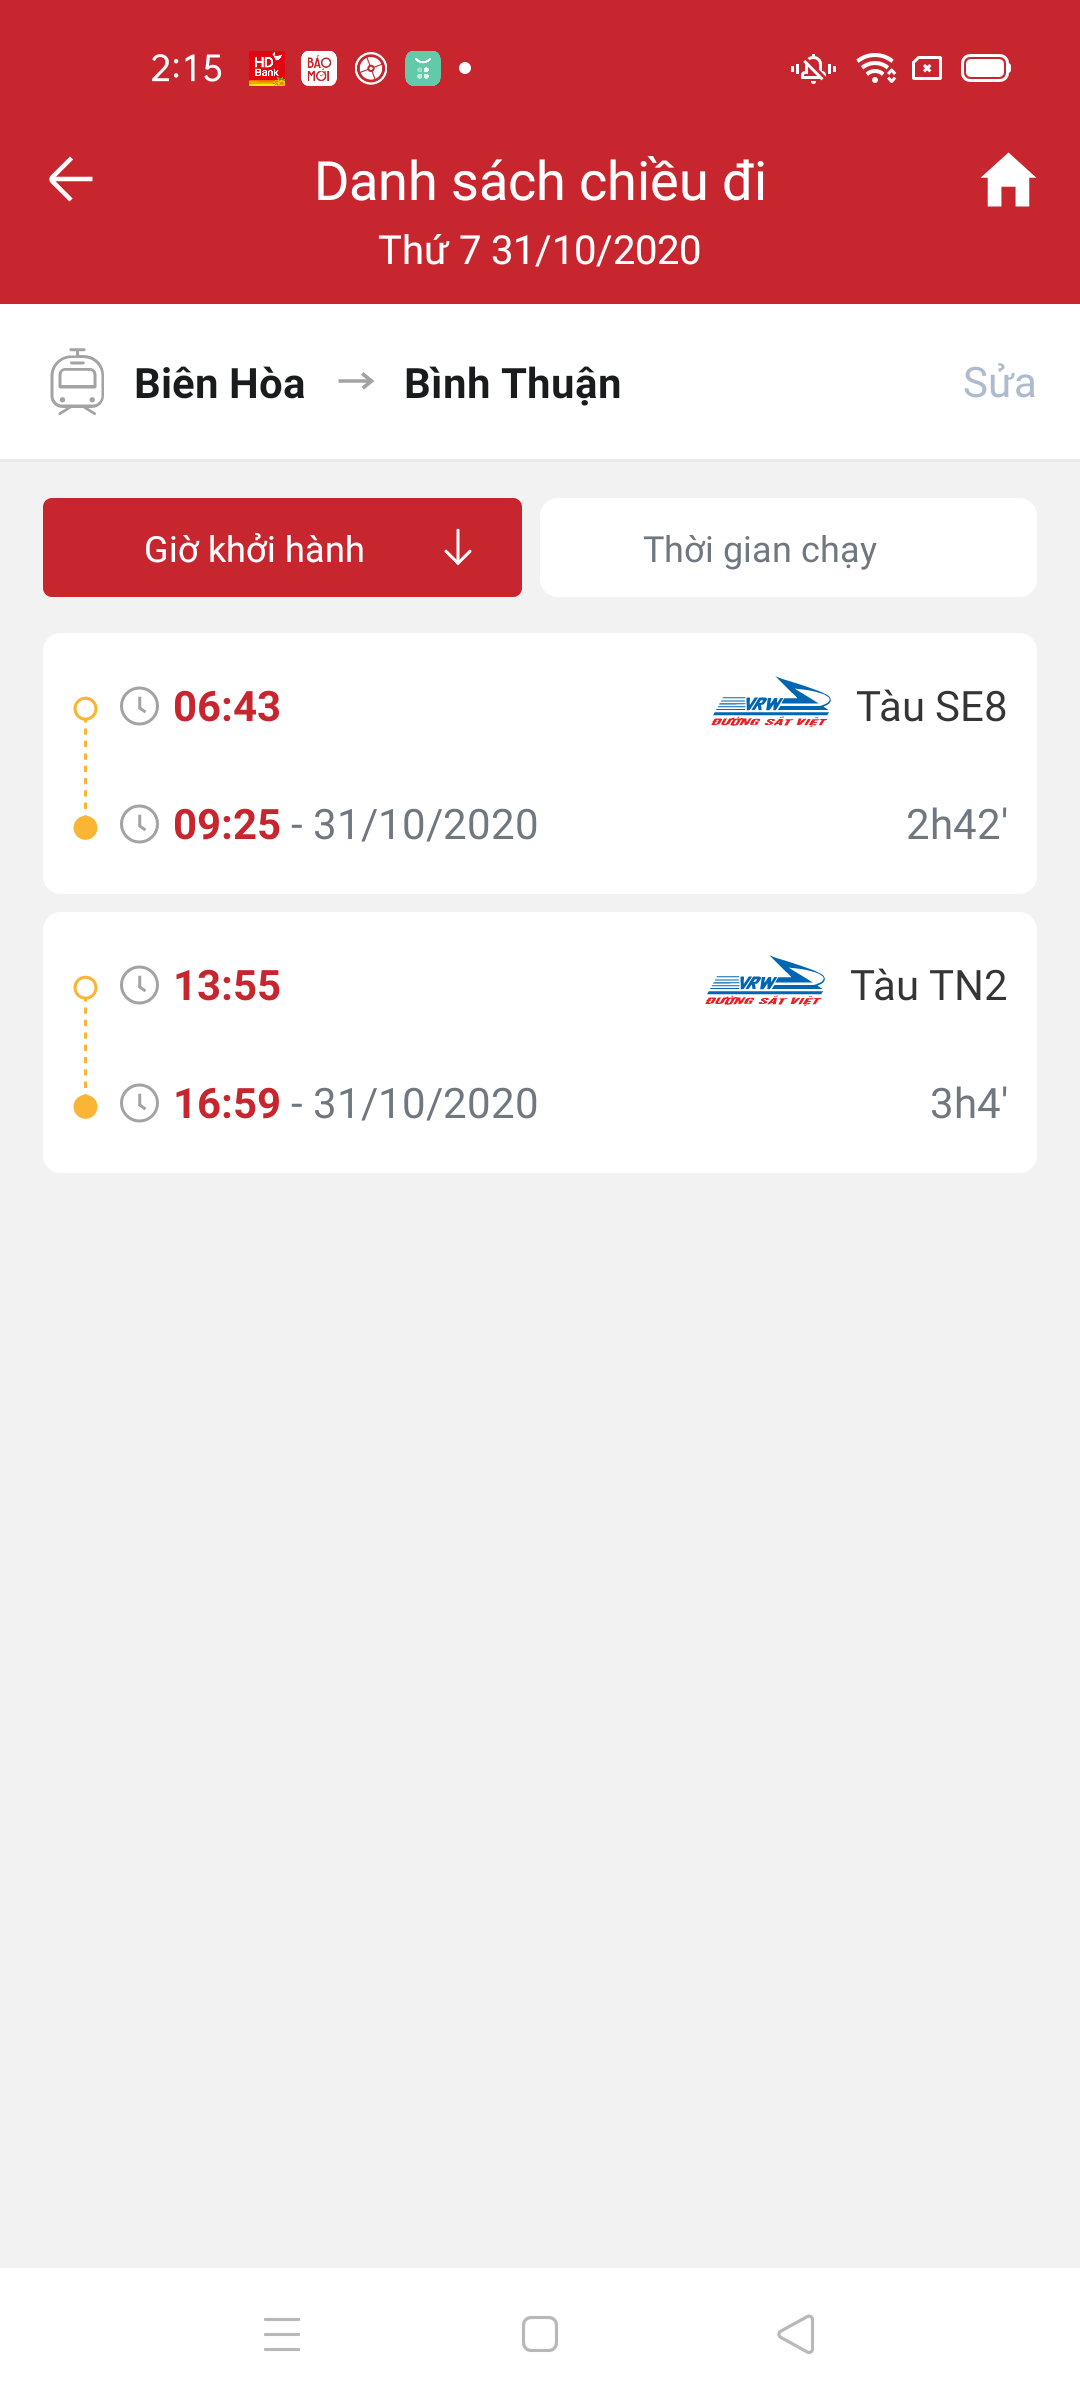 2:15
HD Bank
BÁO MỚI
Danh sách chiều đi
Thứ 7 31/10/2020
Biên Hòa → Bình Thuận
Sửa
Giờ khởi hành ↓
Thời gian chạy
06:43
VRW
ĐƯỜNG SẮT VIỆT
Tàu SE8
09:25 - 31/10/2020
2h42'
13:55
VRW
ĐƯỜNG SẮT VIỆT
Tàu TN2
16:59 - 31/10/2020
3h4'